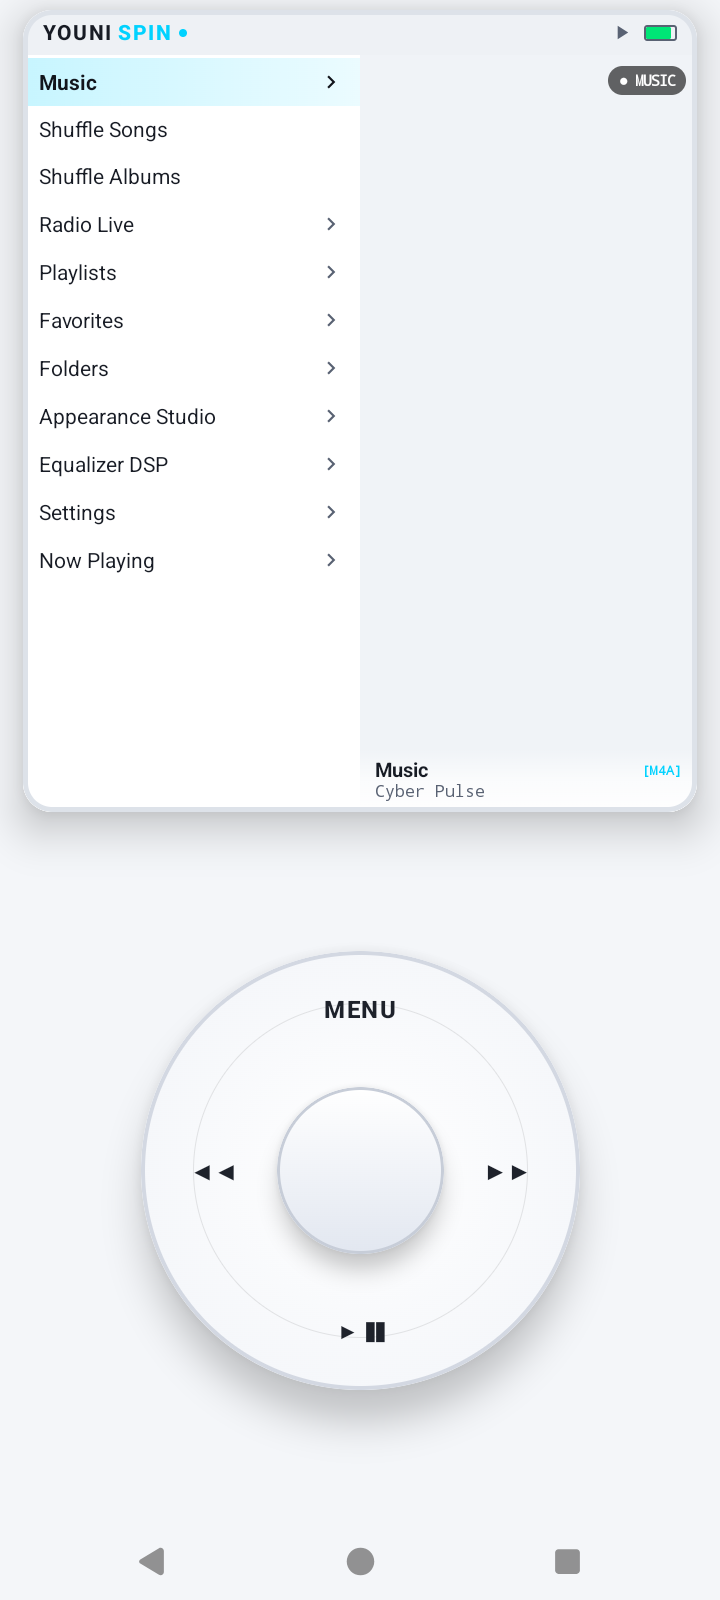 YOUNI SPIN
Music
Shuffle Songs
Shuffle Albums
Radio Live
Playlists
Favorites
Folders
Appearance Studio
Equalizer DSP
Settings
Now Playing
MUSIC
Music [M4A]
Cyber Pulse
MENU